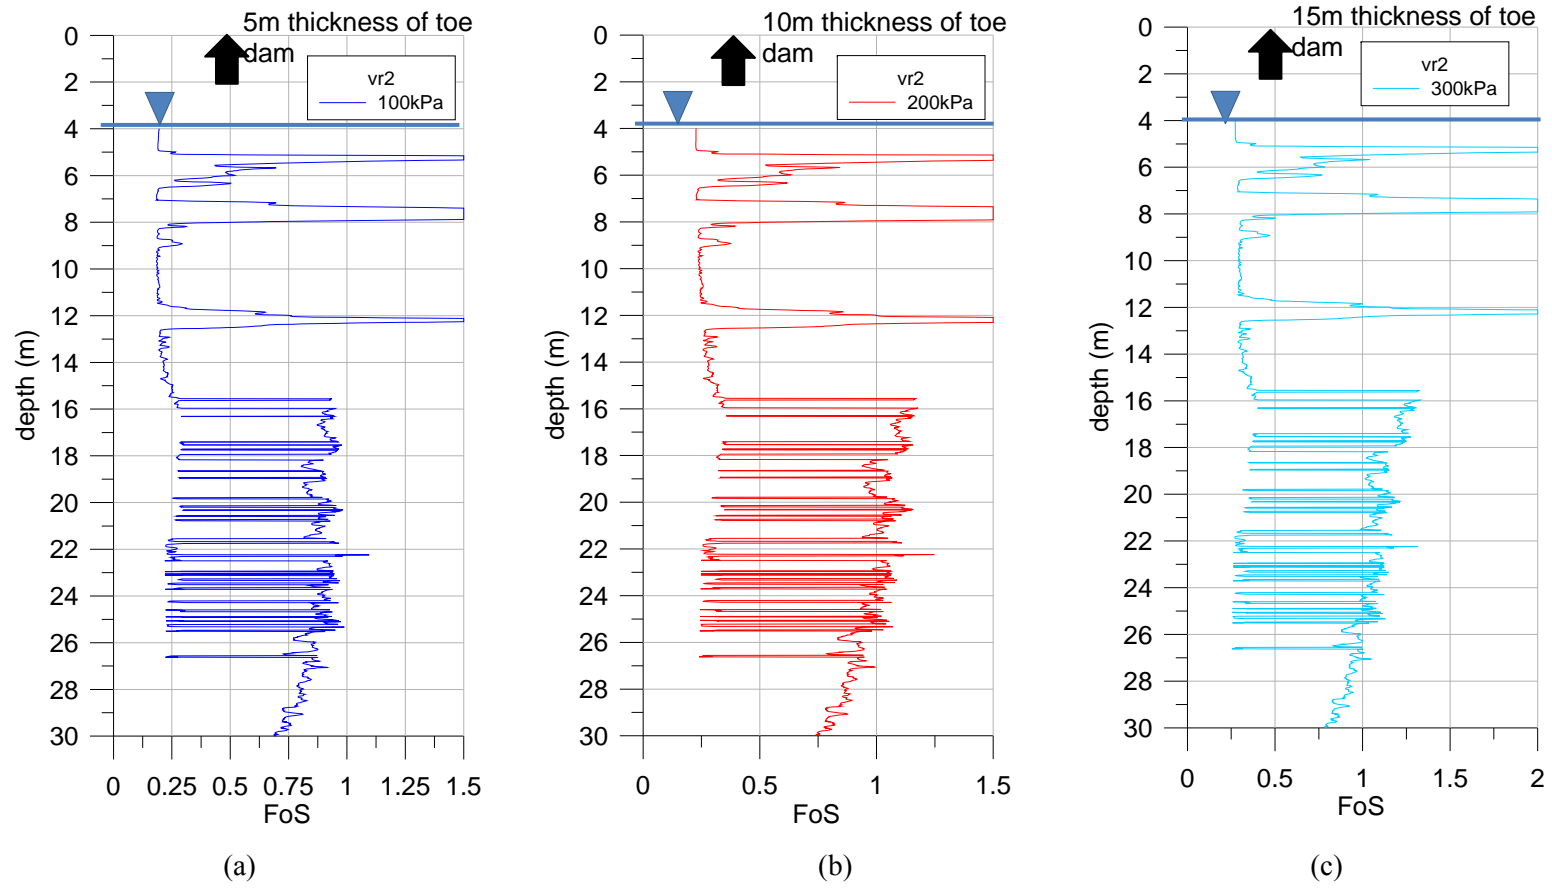 5m thickness of toe
dam
vr2
100kPa
0
2
4
6
8
10
12
14
16
18
20
22
24
26
28
30
depth (m)
0 0.25 0.5 0.75 1 1.25 1.5
FoS
(a)
10m thickness of toe
dam
vr2
200kPa
0
2
4
6
8
10
12
14
16
18
20
22
24
26
28
30
depth (m)
0 0.5 1 1.5
FoS
(b)
15m thickness of toe
dam
vr2
300kPa
0
2
4
6
8
10
12
14
16
18
20
22
24
26
28
30
depth (m)
0 0.5 1 1.5 2
FoS
(c)